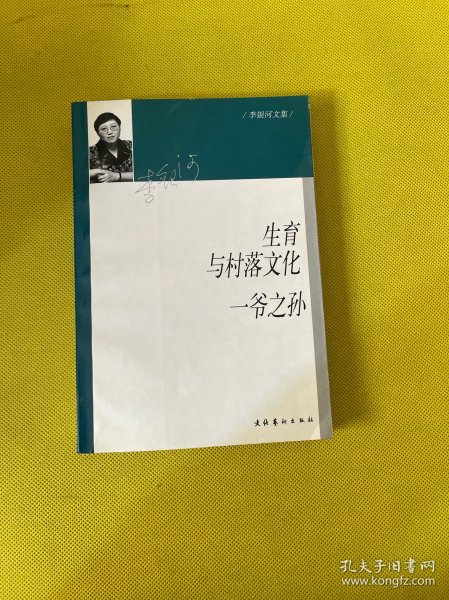 /李银河文集/
李银河
生育
与村落文化
一爷之孙
文化艺术出版社
孔夫子旧书网
www.kongfz.com